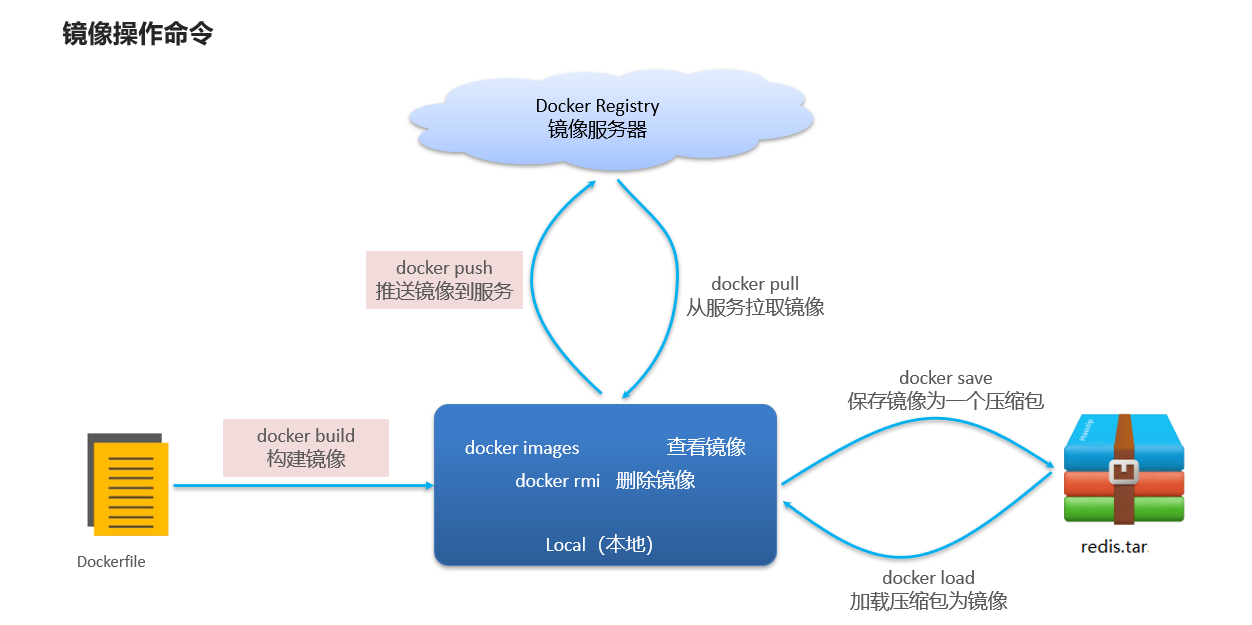 镜像操作命令
Docker Registry
镜像服务器
docker push
推送镜像到服务
docker pull
从服务拉取镜像
docker save
保存镜像为一个压缩包
docker build
构建镜像
docker images 查看镜像
docker rmi 删除镜像
Local（本地）
Haozip
redis.tar
Dockerfile
docker load
加载压缩包为镜像